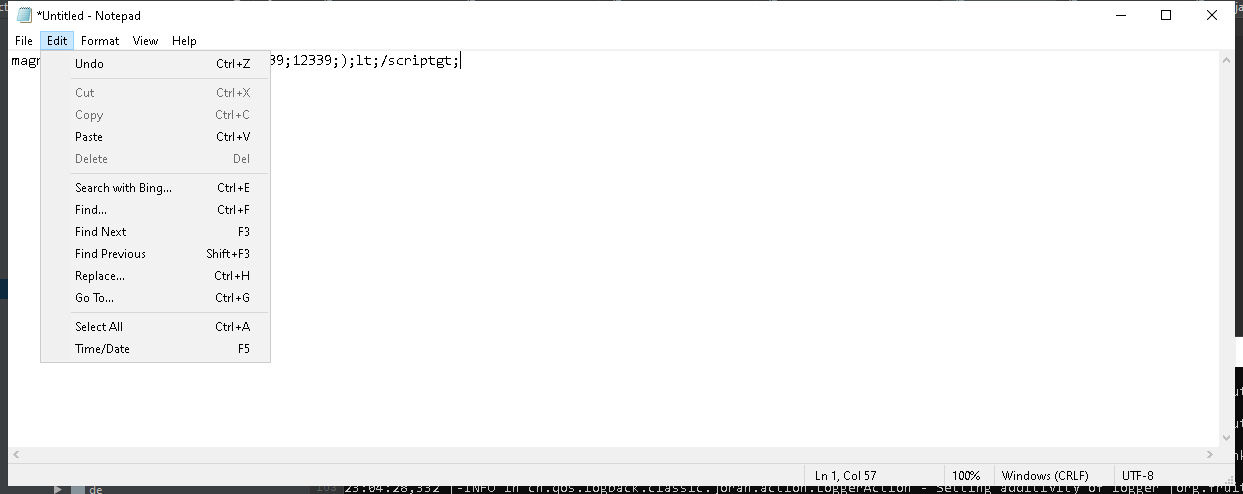 *Untitled - Notepad
File Edit Format View Help
magn 39;12339;);lt;/scriptgt;
Undo Ctrl+Z
Cut Ctrl+X
Copy Ctrl+C
Paste Ctrl+V
Delete Del
Search with Bing... Ctrl+E
Find... Ctrl+F
Find Next F3
Find Previous Shift+F3
Replace... Ctrl+H
Go To... Ctrl+G
Select All Ctrl+A
Time/Date F5
Ln 1, Col 57 100% Windows (CRLF) UTF-8
de 103 23:04:28,332 |-INFO in ch.qos.logback.classic.joran.action.LoggerAction - Setting additivity of logger [org.fruit